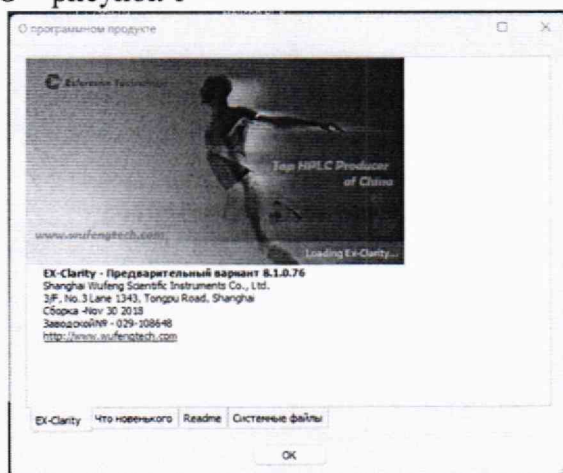 рисунок
О программном продукте
Top HPLC Producer
of China
www.wufengtech.com
Loading Ex-Clarity...
EX-Clarity - Предварительный вариант 8.1.0.76
Shanghai Wufeng Scientific Instruments Co., Ltd.
3/F, No.3 Lane 1343, Tongpu Road, Shanghai
Сборка -Nov 30 2018
Заводской№ - 029-108648
http://www.wufengtech.com
EX-Clarity
Что новенького
Readme
Системные файлы
OK